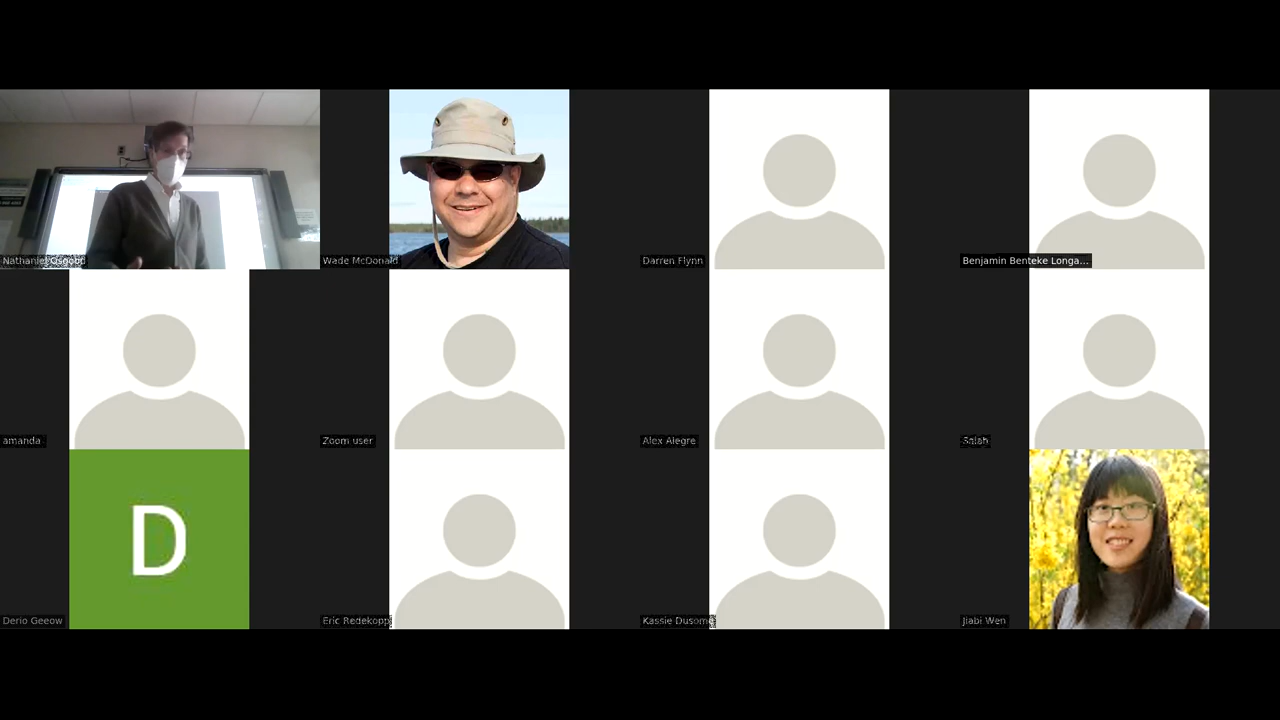 Nathaniel Osgood
Wade McDonald
Darren Flynn
Benjamin Benteke Longa...
amanda
Zoom user
Alex Alegre
Salah
D
Derio Geeow
Eric Redekopp
Kassie Dusome
Jiabi Wen